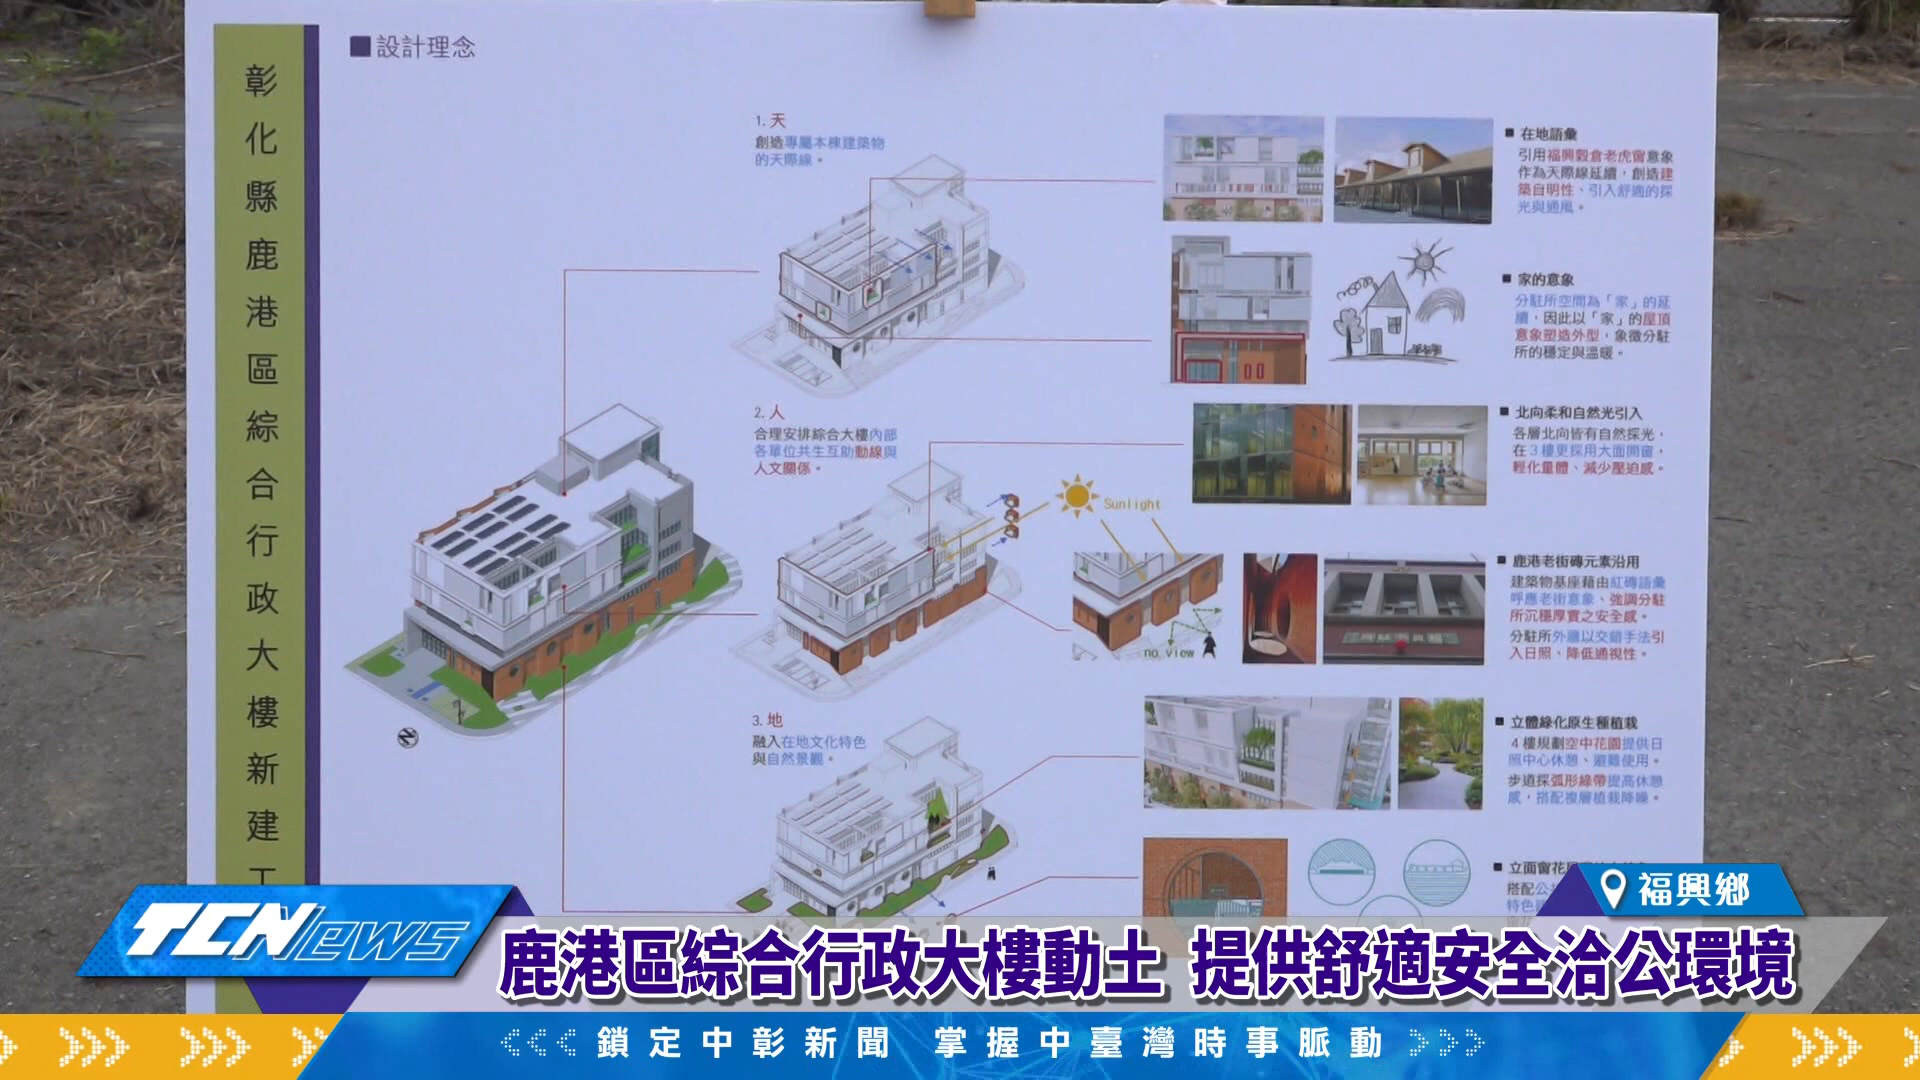 彰化縣鹿港區綜合行政大樓新建工
■設計理念
1. 天
創造專屬本棟建築物
的天際線。
■ 在地語彙
引用福興穀倉老虎窗意象
作為天際線延續，創造建
築自明性、引入舒適的採
光與通風。
■ 家的意象
分駐所空間為「家」的延
續，因此以「家」的屋頂
意象塑造外型，象徵分駐
所的穩定與溫暖。
2. 人
合理安排綜合大樓內部
各單位共生互助動線與
人文關係。
Sunlight
no view
■ 北向柔和自然光引入
各層北向皆有自然採光，
在3樓更採用大面開窗，
輕化量體、減少壓迫感。
■ 鹿港老街磚元素沿用
建築物基座藉由紅磚語彙
呼應老街意象、強調分駐
所沉穩厚實之安全感。
分駐所外牆以交錯手法引
入日照、降低通視性。
3. 地
融入在地文化特色
與自然景觀。
■ 立體綠化原生種植栽
4樓規劃空中花園提供日
照中心休憩、避難使用。
步道採弧形綠帶提高休憩
感，搭配複層植栽降噪。
■ 立面窗花
搭配公
特色
福興鄉
TCNews
鹿港區綜合行政大樓動土 提供舒適安全洽公環境
鎖定中彰新聞 掌握中臺灣時事脈動